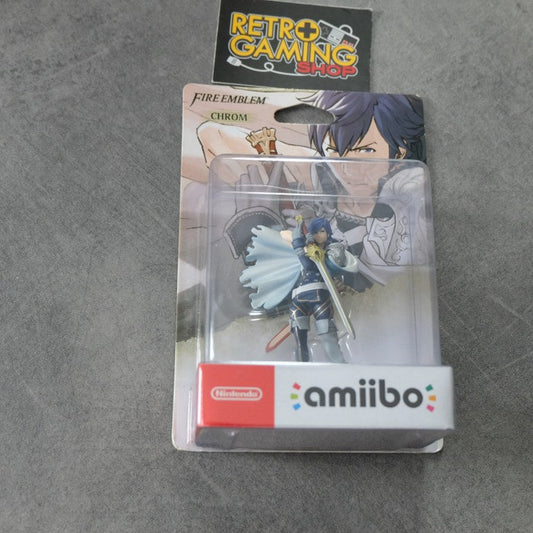 RETRO
GAMING
SHOP
FIRE EMBLEM
CHROM
Nintendo
amiibo